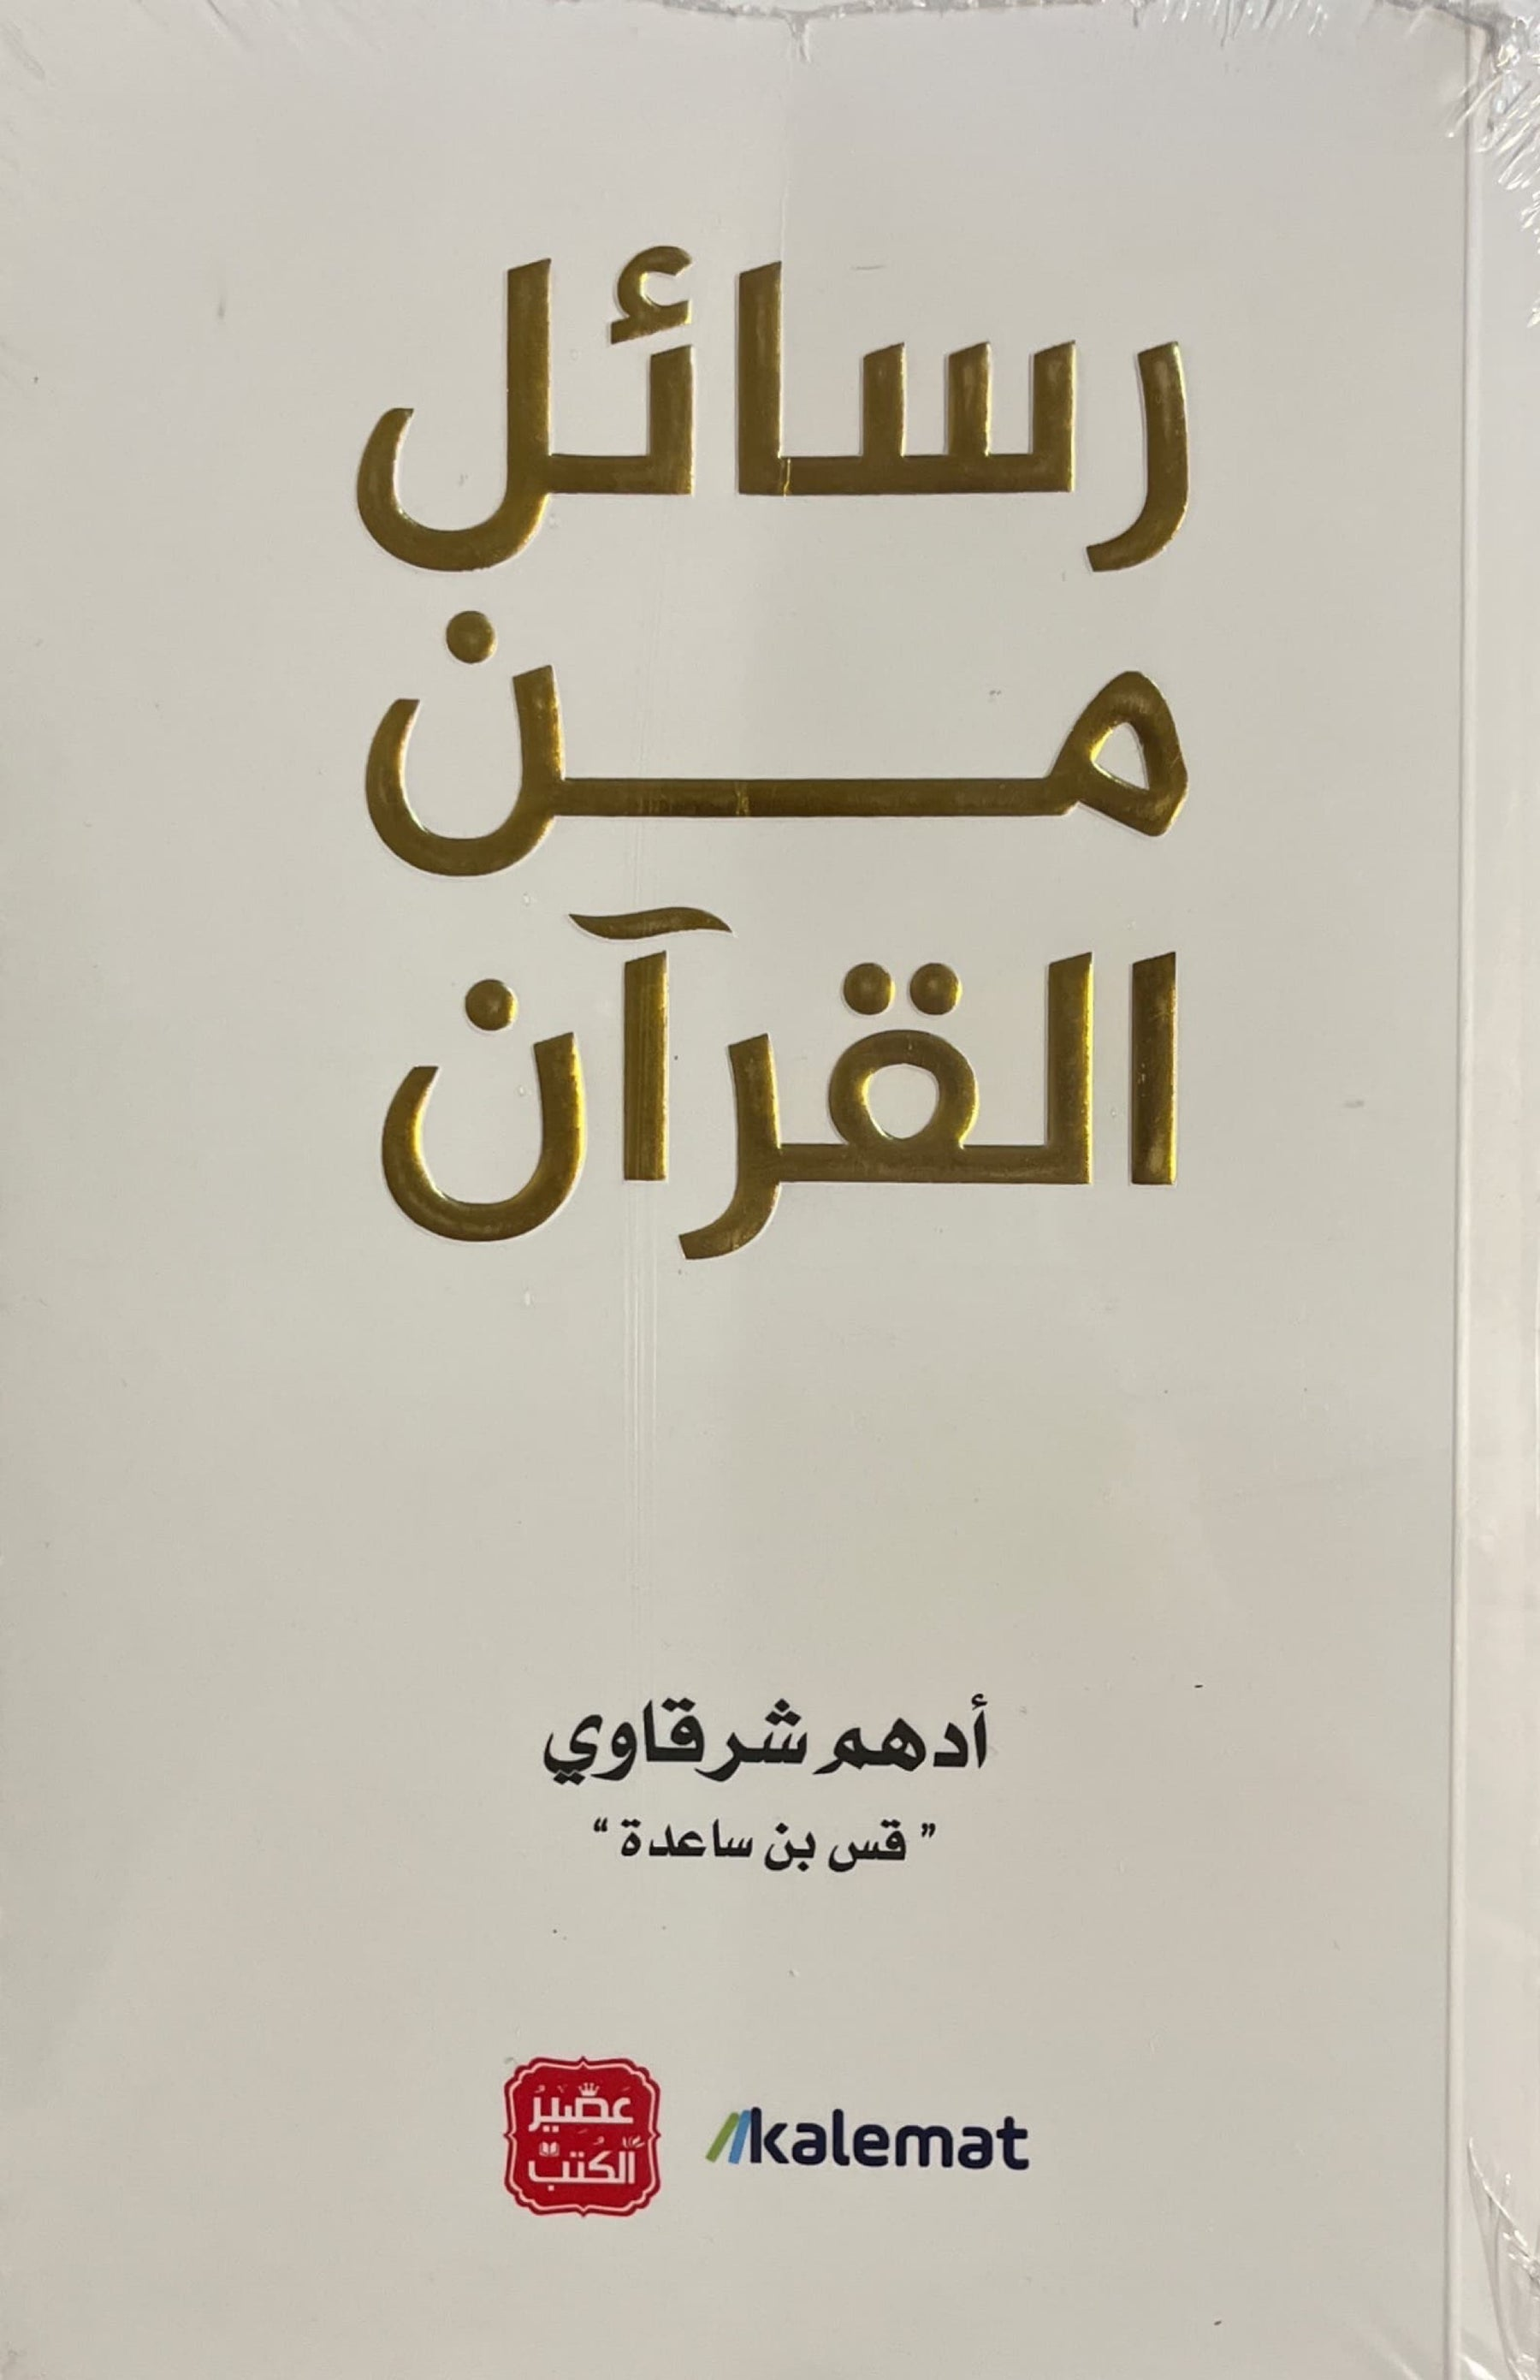 رسائل
من
القرآن
أدهم شرقاوي
" قس بن ساعدة "
kalemat
عصير
الكتب